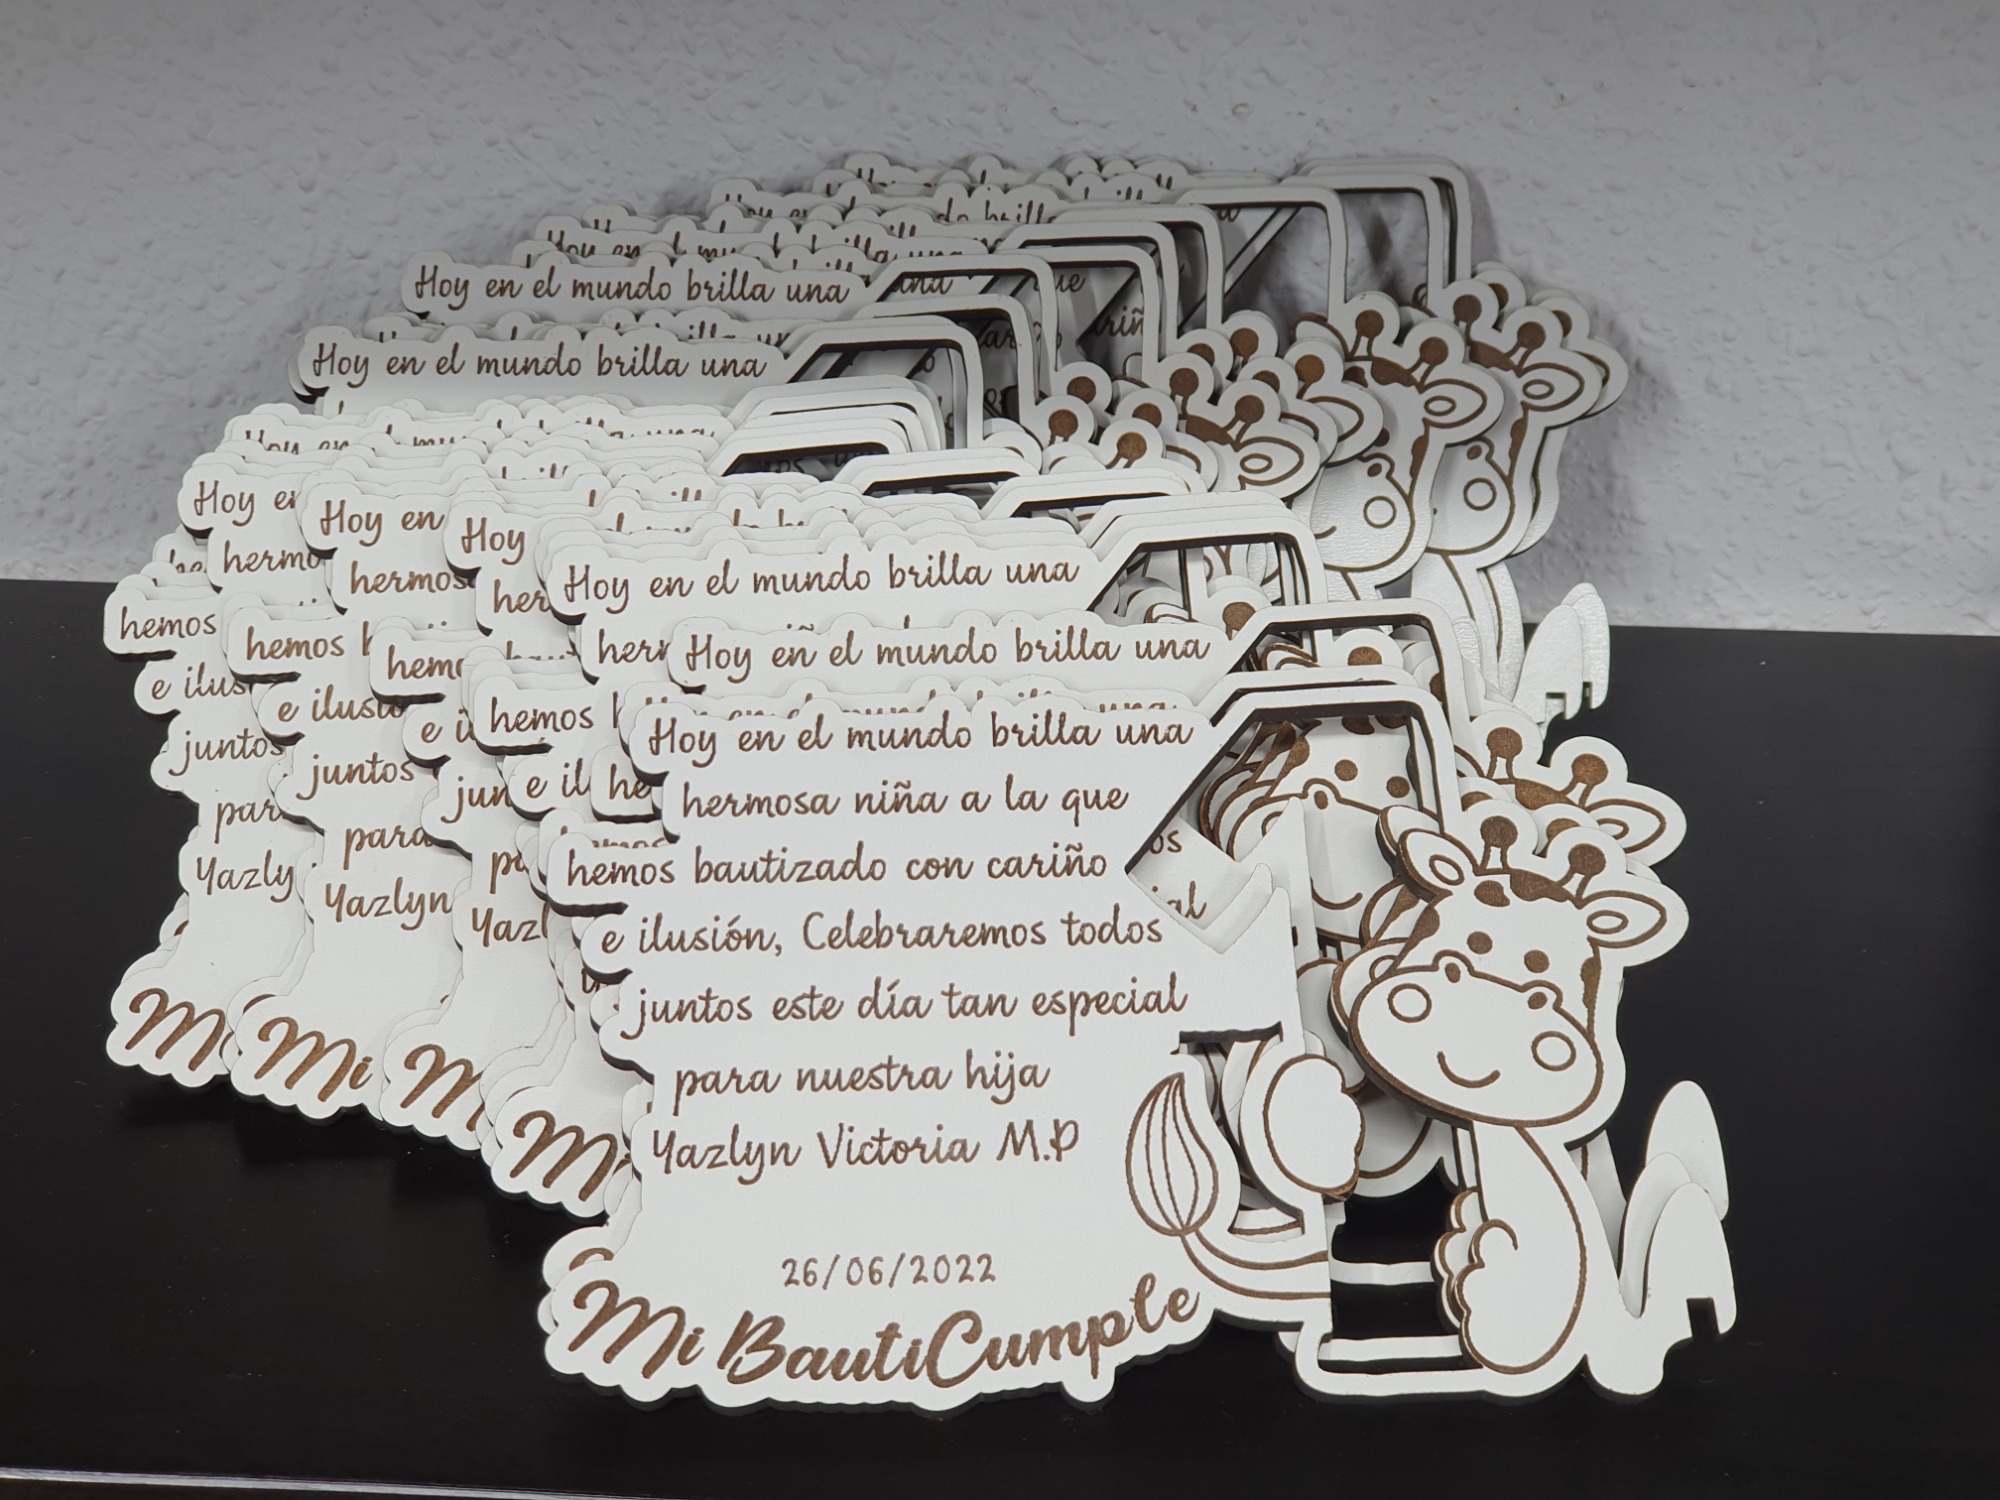 Hoy en el mundo brilla una
hermosa niña a la que
hemos bautizado con cariño
e ilusión, Celebraremos todos
juntos este día tan especial
para nuestra hija
Yazlyn Victoria M.P
26/06/2022
Mi BautiCumple